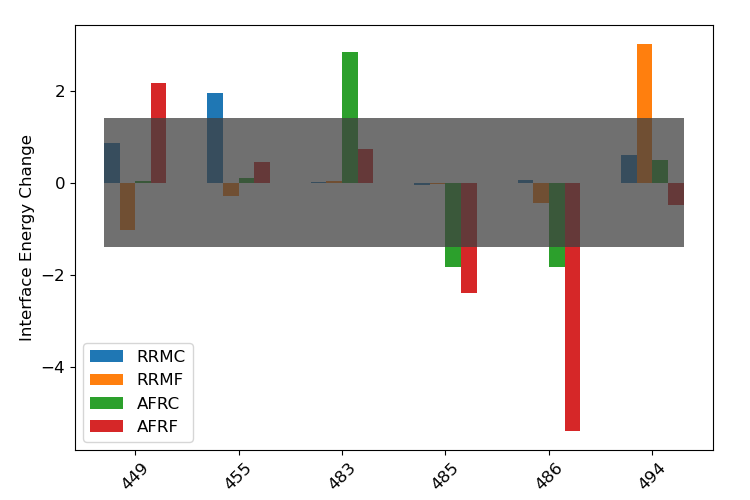 Interface Energy Change
2
0
−2
−4
RRMC
RRMF
AFRC
AFRF
449
455
483
485
486
494